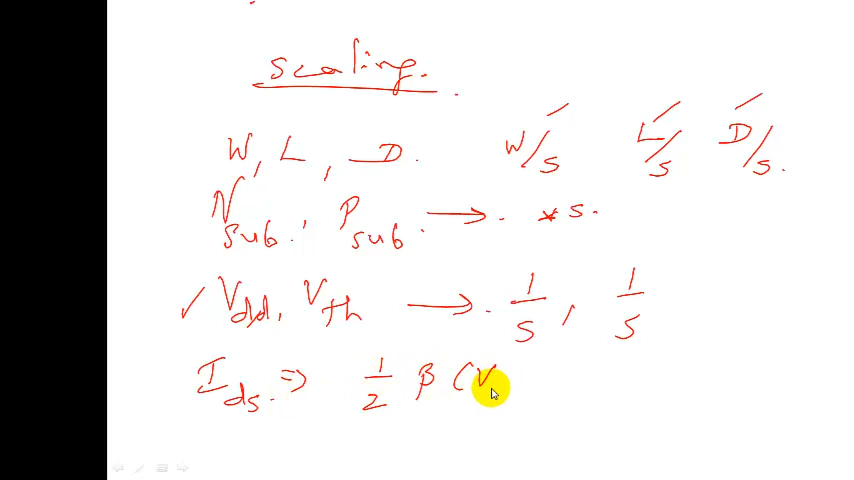 scaling.
W, L, D. W/S L/S D/S.
Nsub., Psub. → . * s.
✓ Vdd, Vth → . 1/S, 1/S
Ids. ⇒ 1/2 β (V